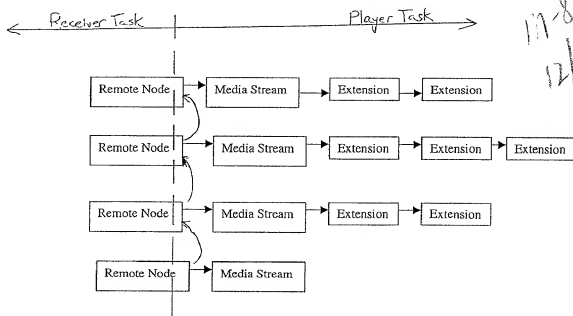 Receiver Task
Player Task
Remote Node Media Stream Extension Extension
Remote Node Media Stream Extension Extension Extension
Remote Node Media Stream Extension Extension
Remote Node Media Stream